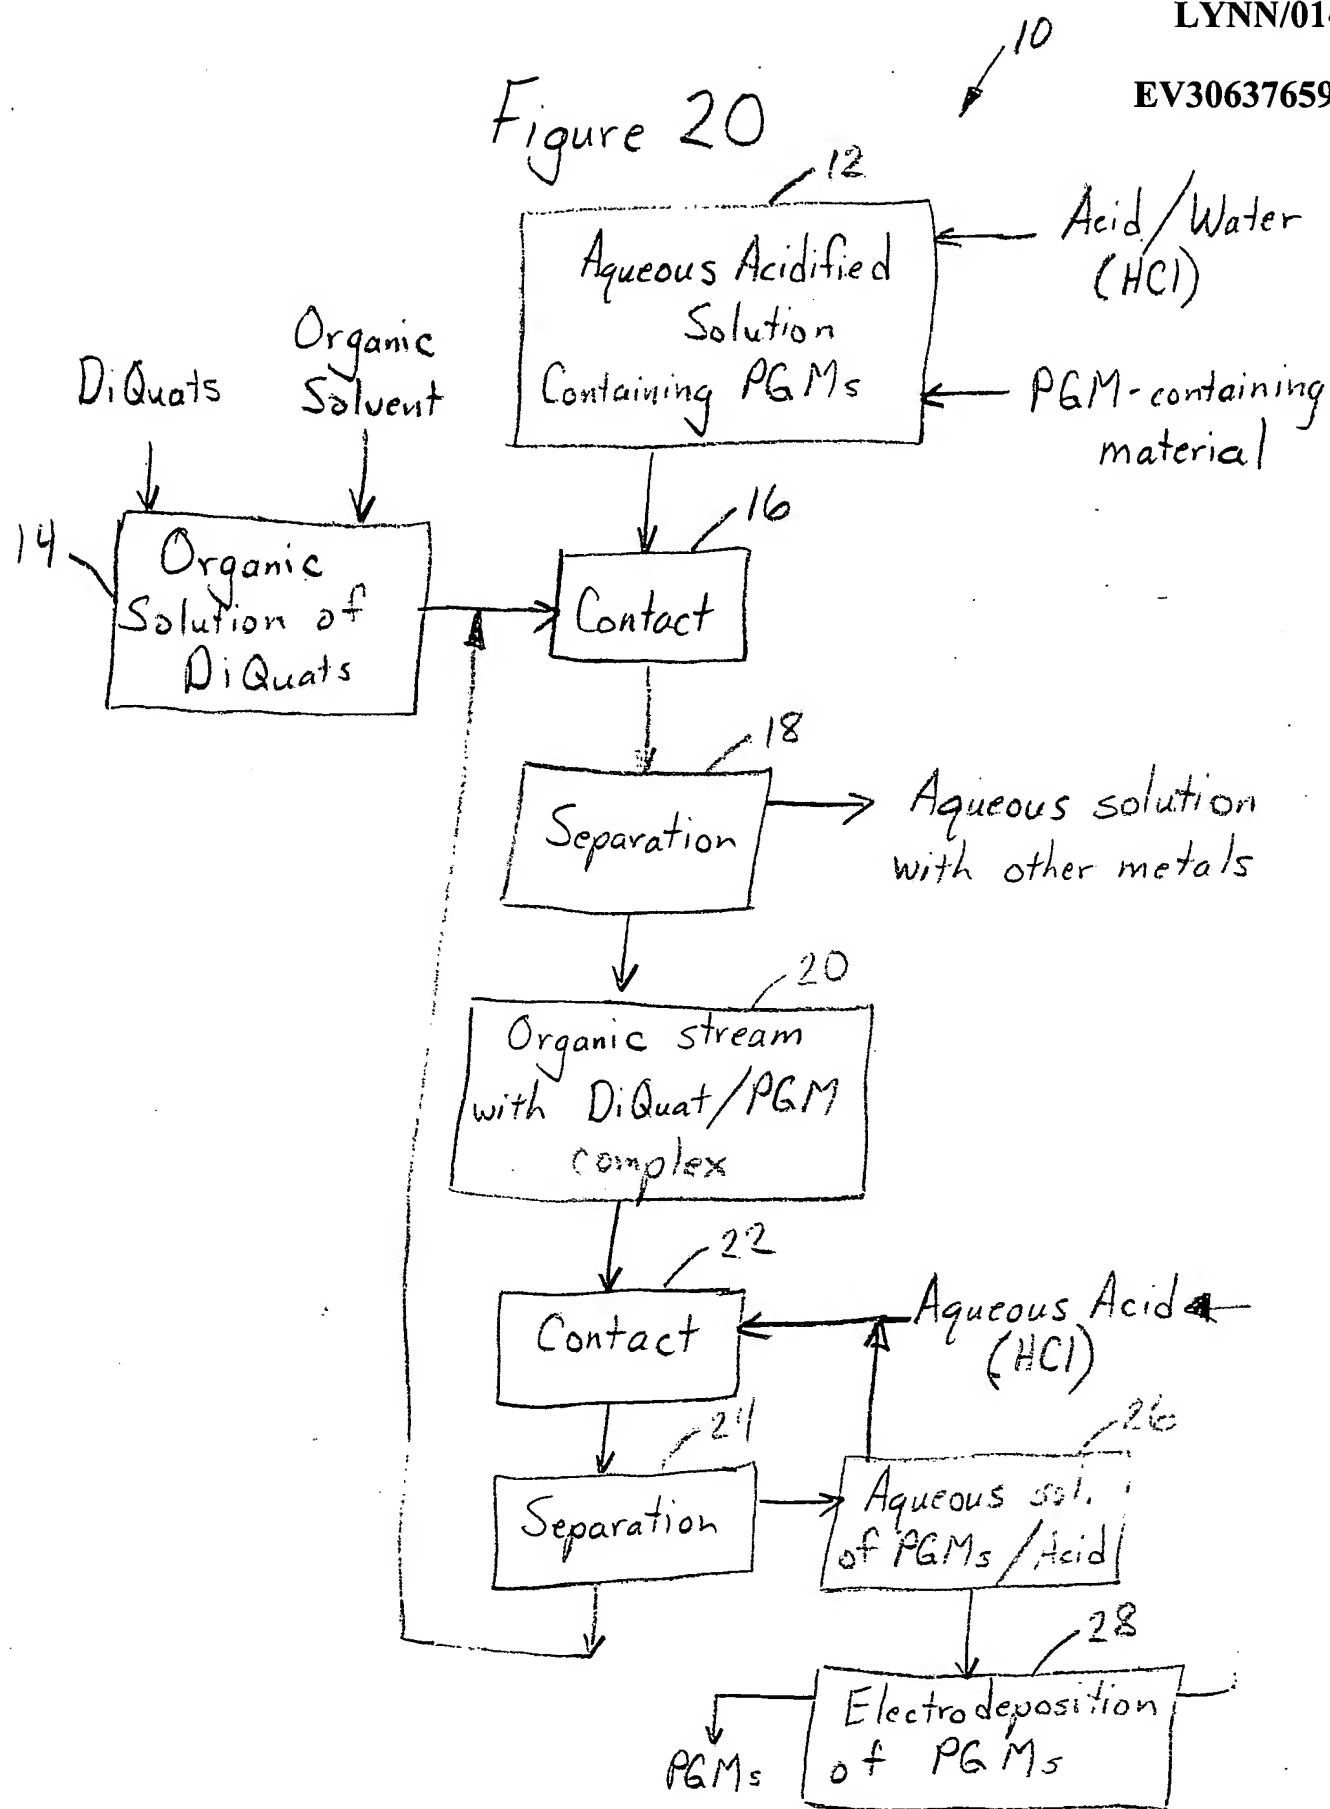 LYNN/01
10
EV30637659
Figure 20
12
Acid/Water
(HCl)
Aqueous Acidified
Solution
Containing PGMs
PGM-containing
material
DiQuats
Organic
Solvent
14
Organic
Solution of
DiQuats
16
Contact
18
Separation
Aqueous solution
with other metals
20
Organic stream
with DiQuat/PGM
complex
22
Contact
Aqueous Acid
(HCl)
24
Separation
26
Aqueous sol.
of PGMs/Acid
28
Electrodeposition
of PGMs
PGMs